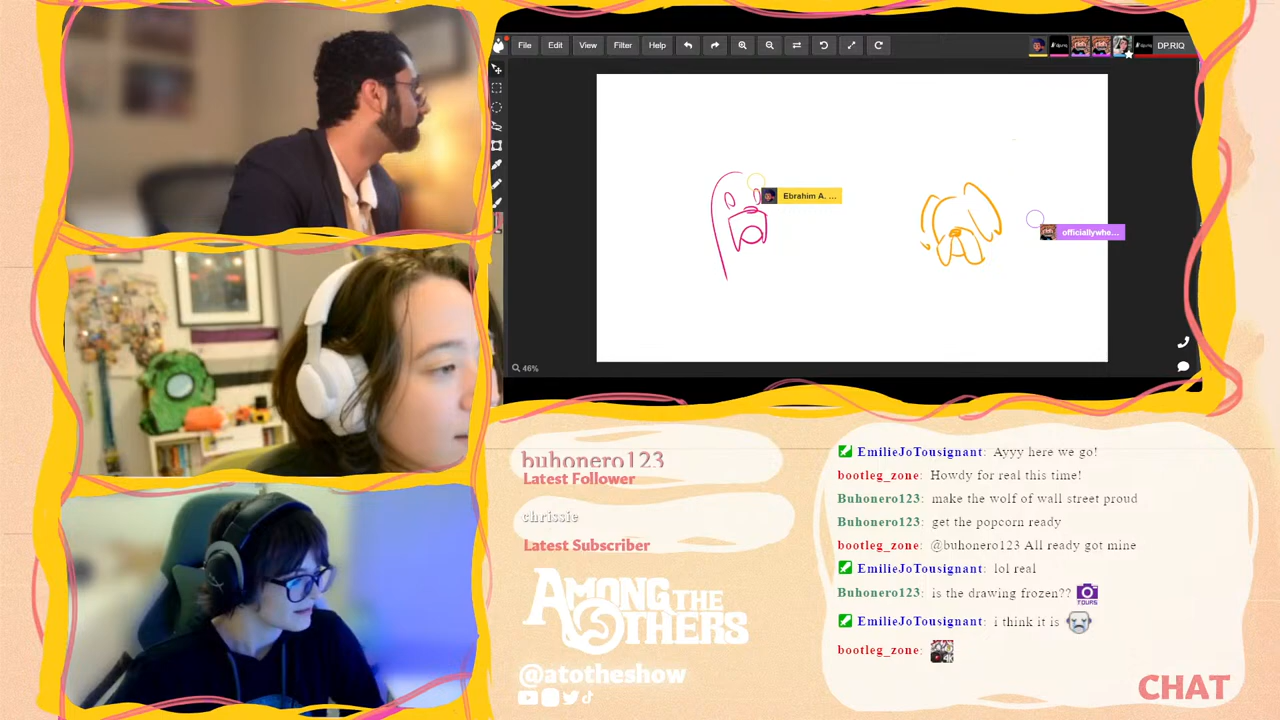 File Edit View Filter Help
DP.RIQ
Ebrahim A. ...
officiallywhe...
46%
buhonero123
Latest Follower
chrissie
Latest Subscriber
AMONG THE OTHERS
@atotheshow
EmilieJoTousignant: Ayyy here we go!
bootleg_zone: Howdy for real this time!
Buhonero123: make the wolf of wall street proud
Buhonero123: get the popcorn ready
bootleg_zone: @buhonero123 All ready got mine
EmilieJoTousignant: lol real
Buhonero123: is the drawing frozen??
TOURS
EmilieJoTousignant: i think it is
bootleg_zone:
CHAT